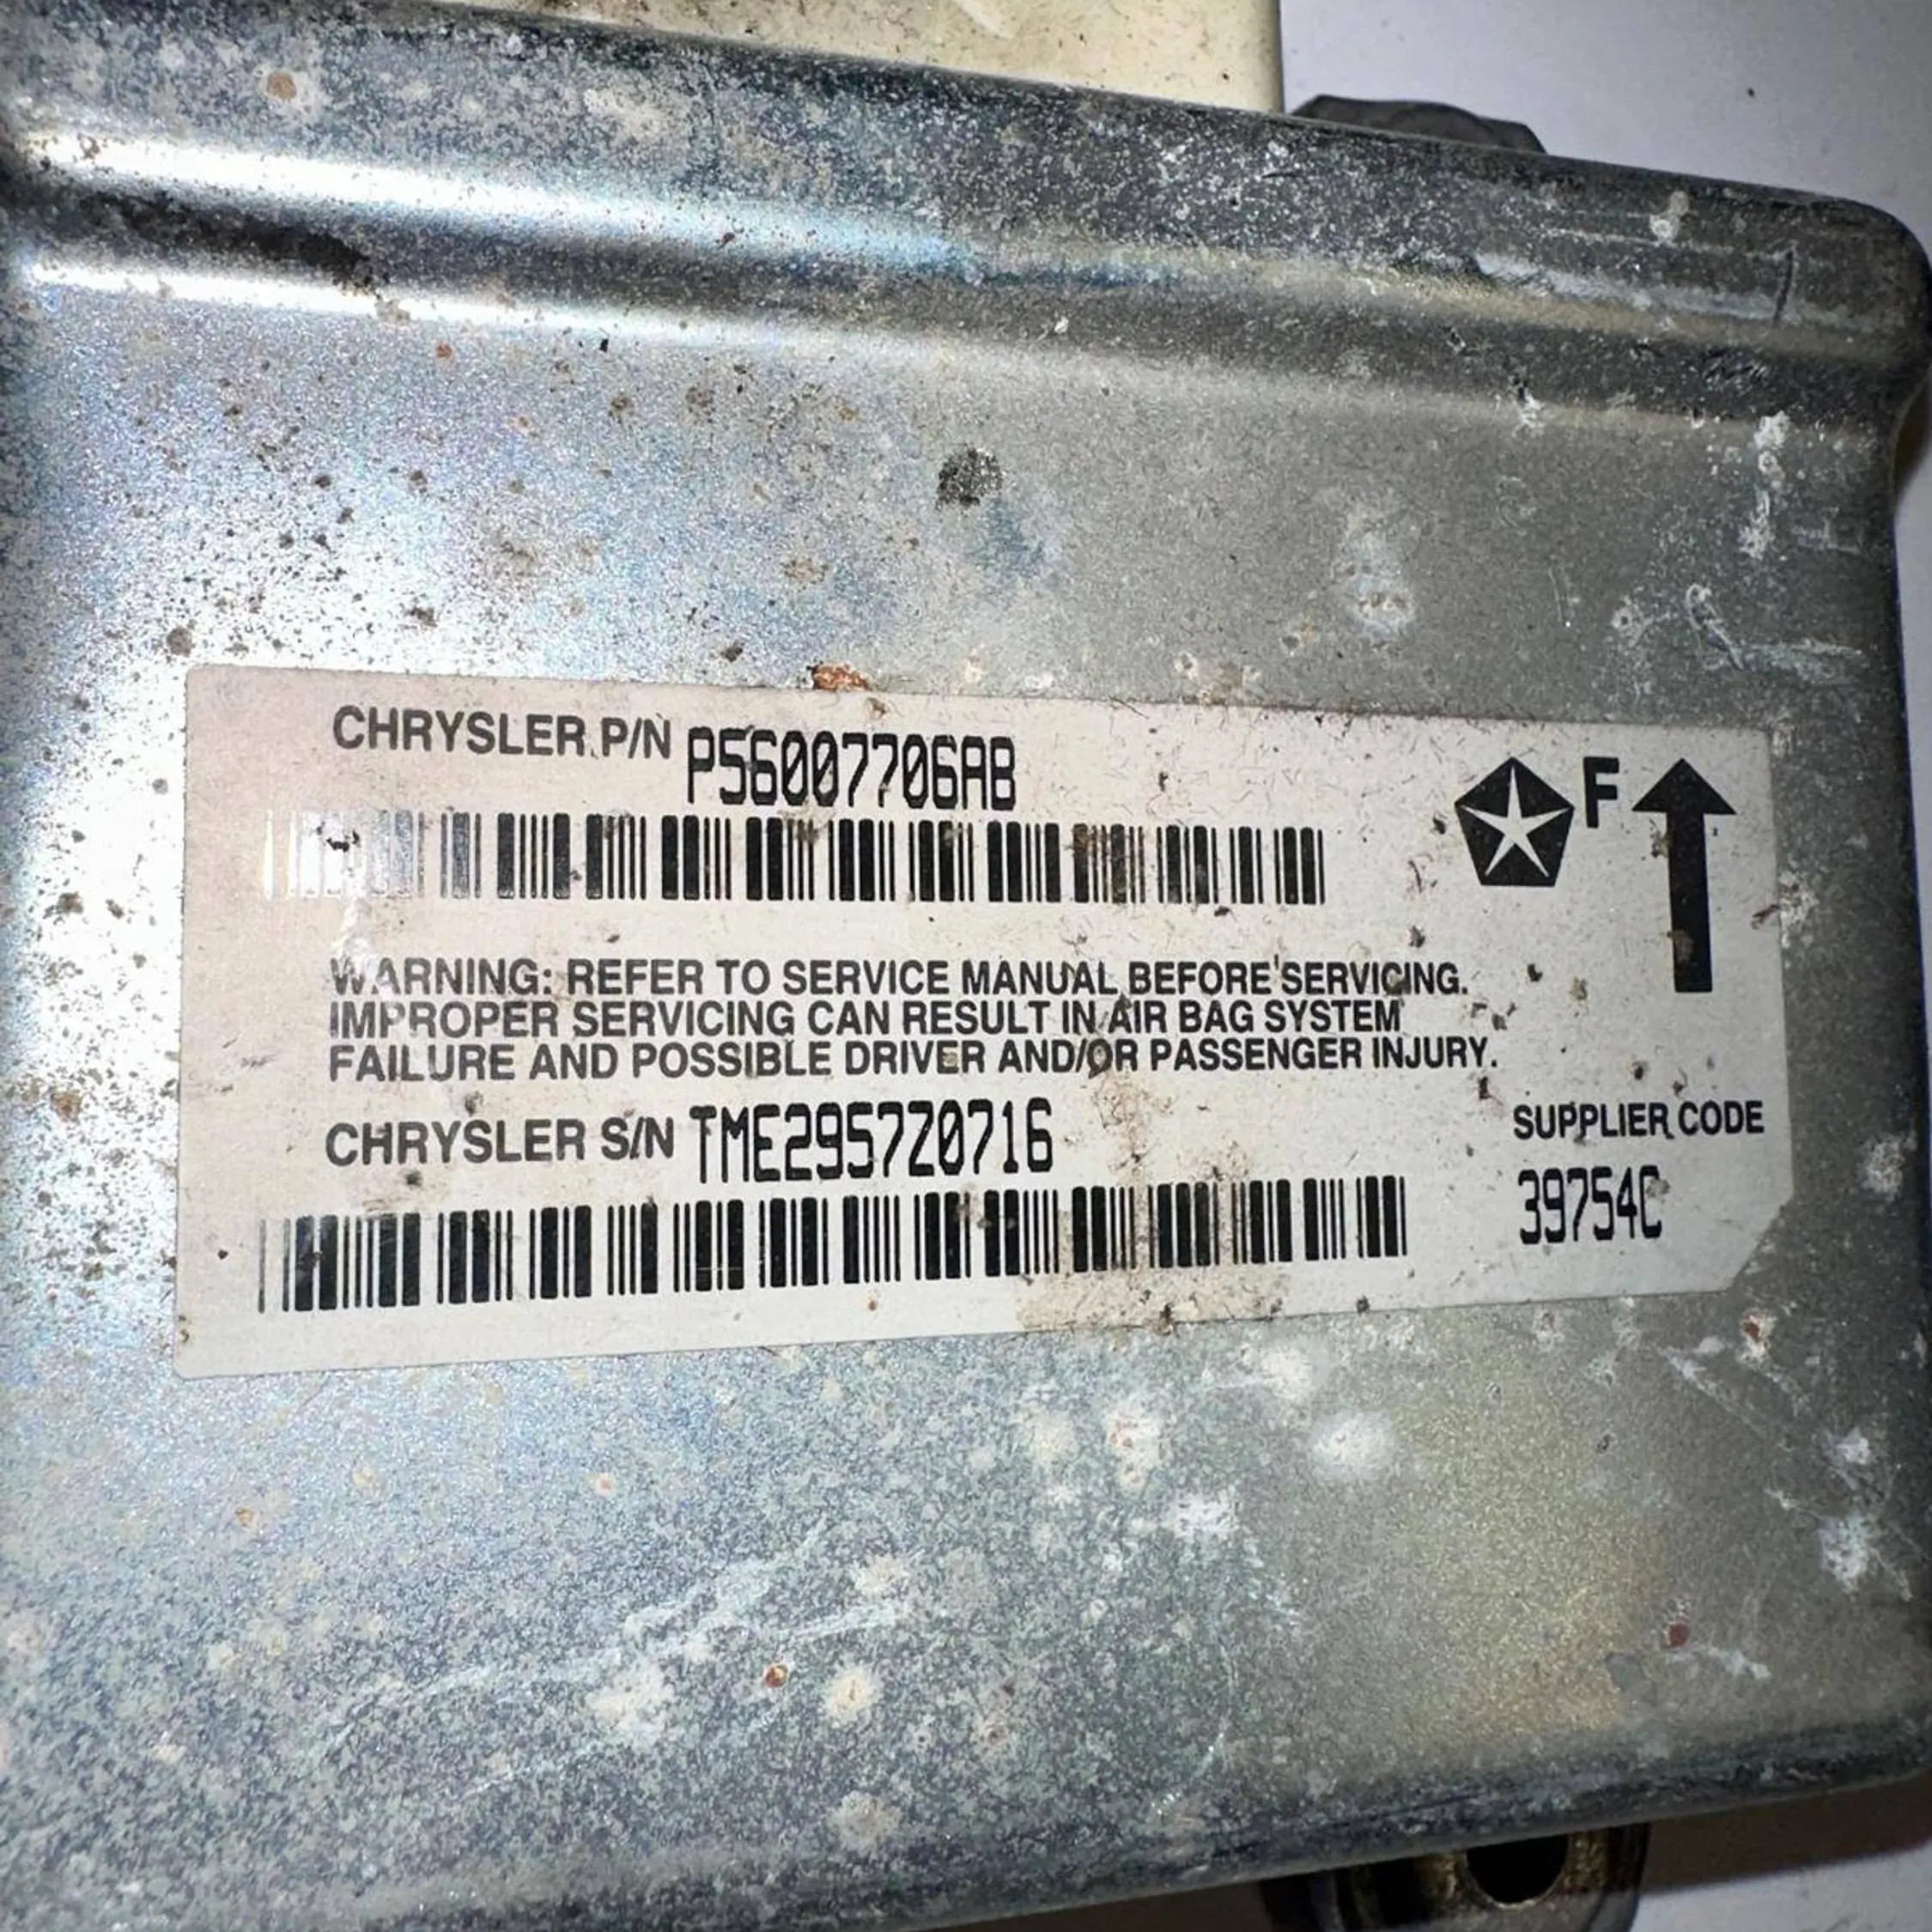 CHRYSLER P/N P56007706AB
F
WARNING: REFER TO SERVICE MANUAL BEFORE SERVICING.
IMPROPER SERVICING CAN RESULT IN AIR BAG SYSTEM
FAILURE AND POSSIBLE DRIVER AND/OR PASSENGER INJURY.
CHRYSLER S/N TME2957Z0716
SUPPLIER CODE
39754C